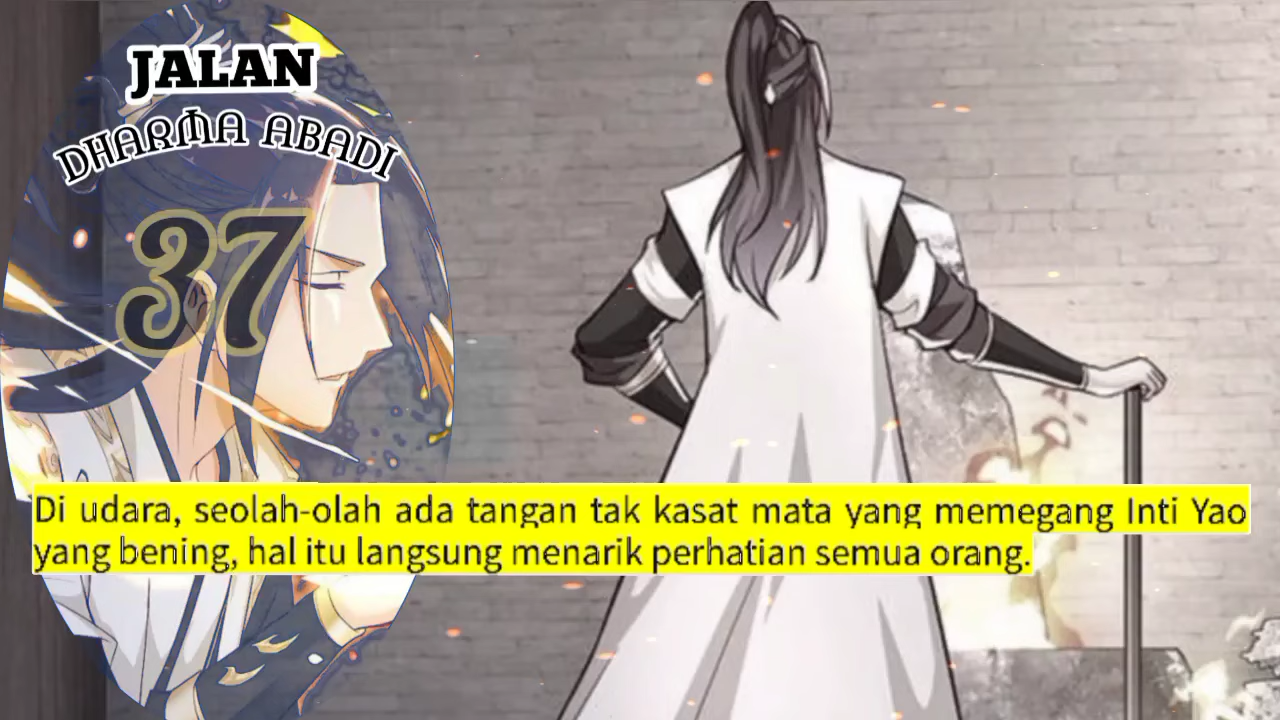 JALAN
DHARMA ABADI
37
Di udara, seolah-olah ada tangan tak kasat mata yang memegang Inti Yao
yang bening, hal itu langsung menarik perhatian semua orang.